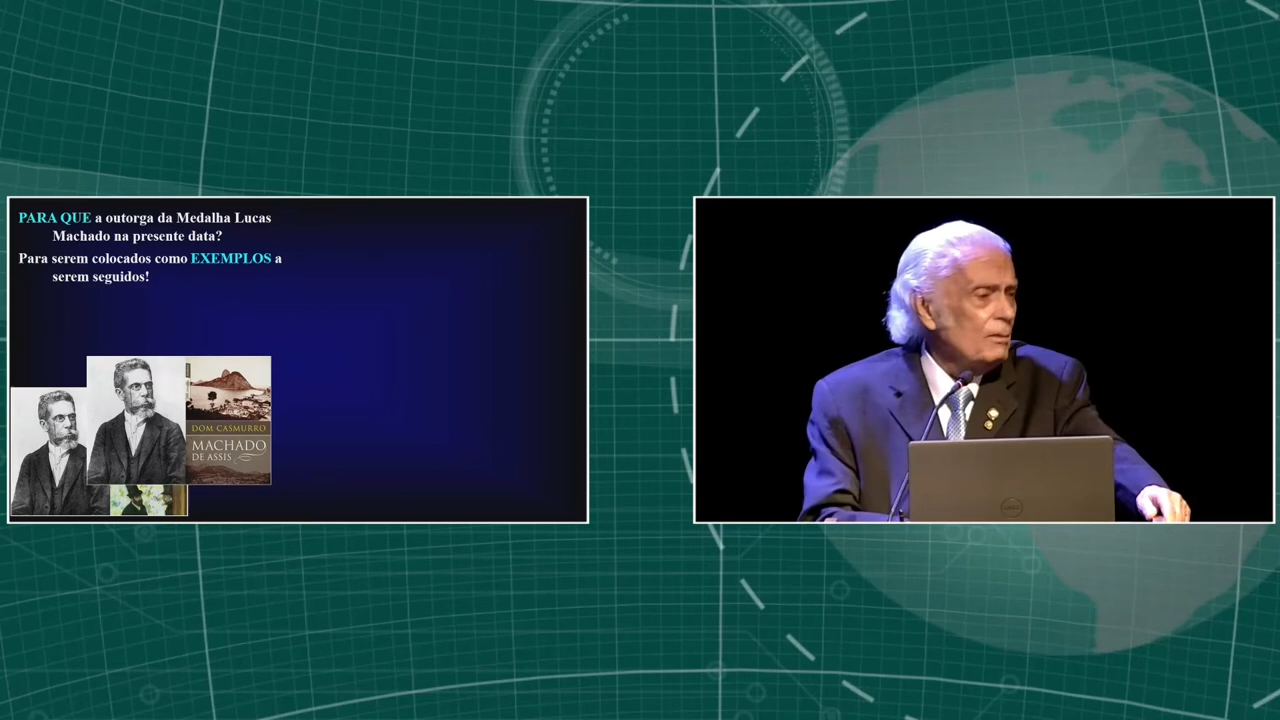 PARA QUE a outorga da Medalha Lucas
Machado na presente data?
Para serem colocados como EXEMPLOS a
serem seguidos!
DOM CASMURRO
MACHADO
DE ASSIS